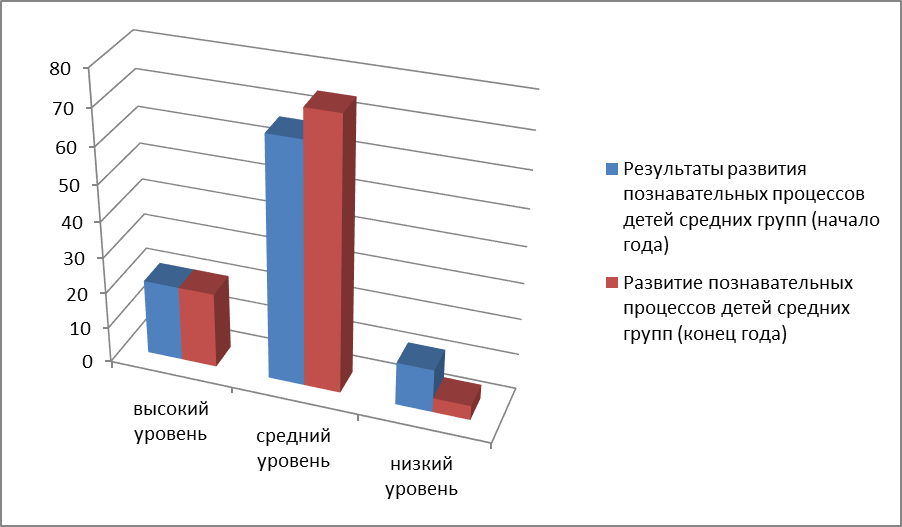 80
70
60
50
40
30
20
10
0
высокий
уровень
средний
уровень
низкий
уровень
Результаты развития
познавательных процессов
детей средних групп (начало
года)
Развитие познавательных
процессов детей средних
групп (конец года)